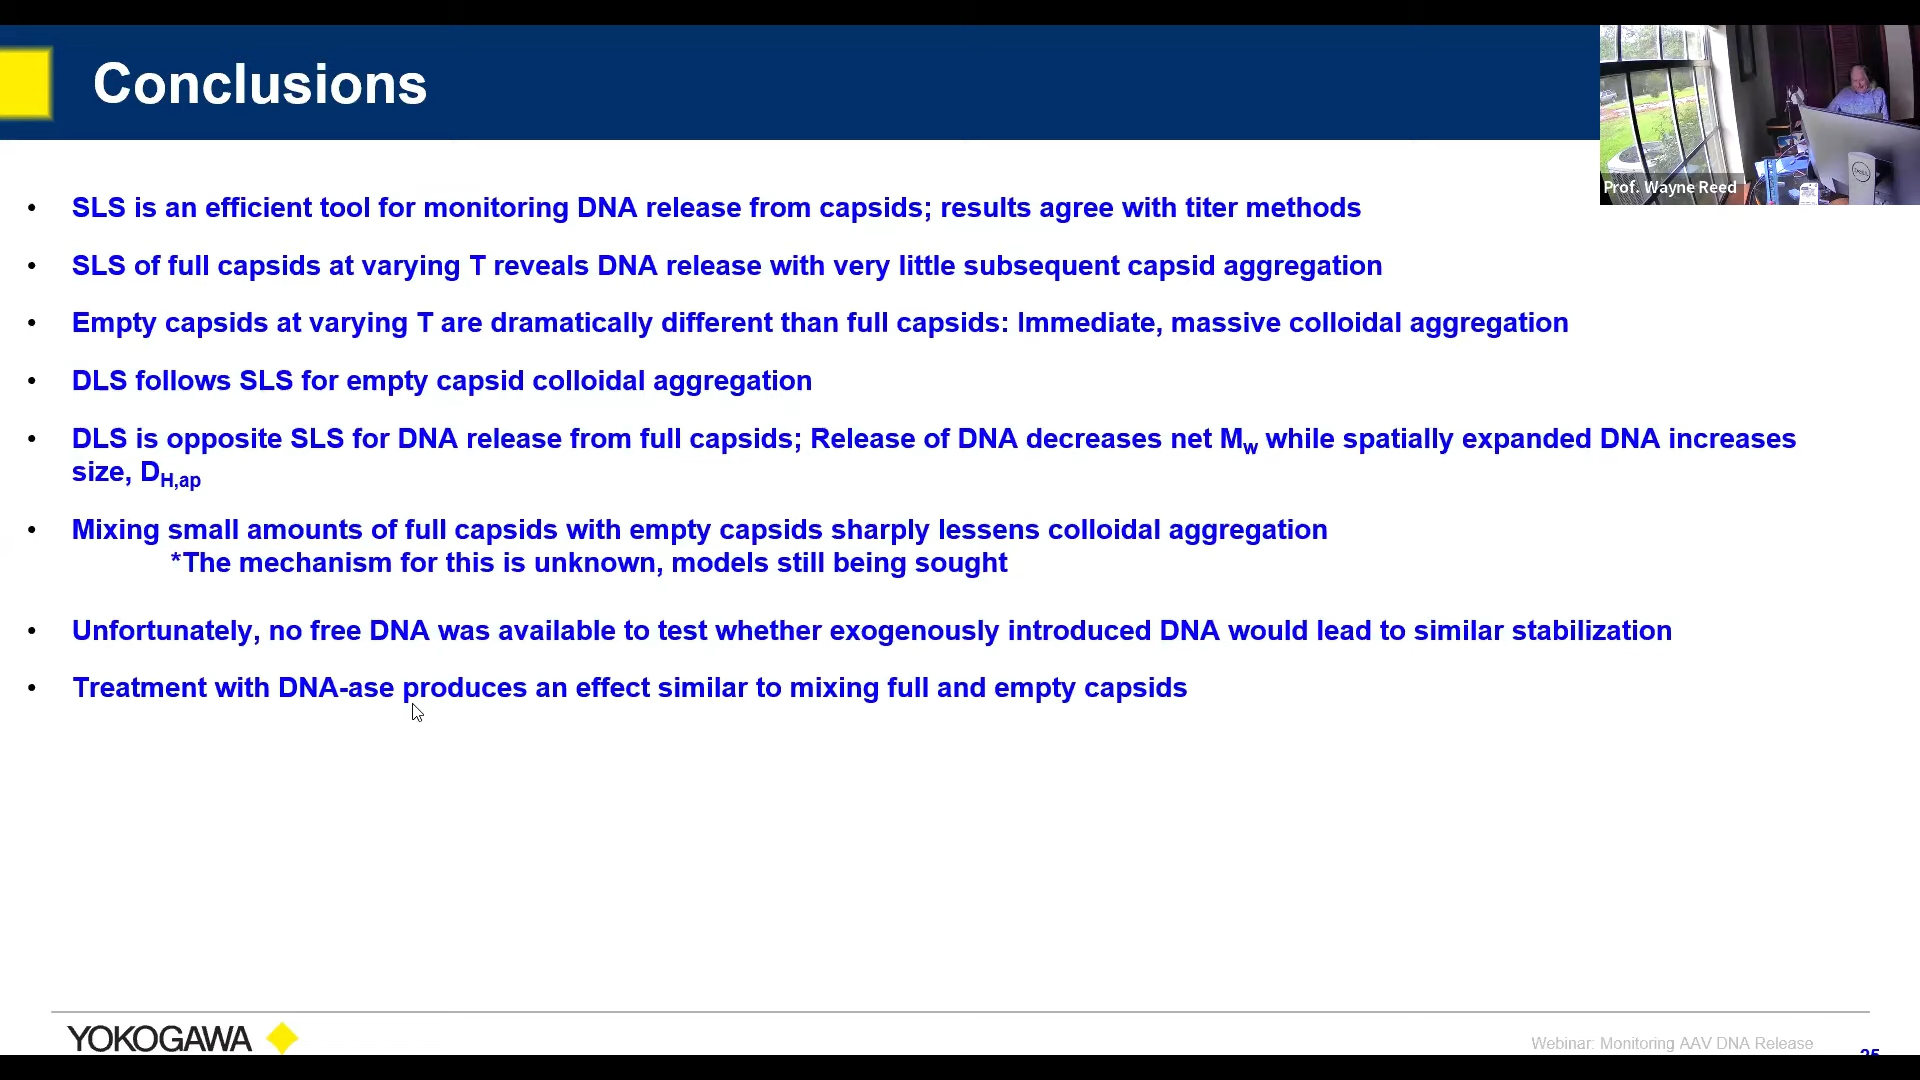 Conclusions
Prof. Wayne Reed
• SLS is an efficient tool for monitoring DNA release from capsids; results agree with titer methods
• SLS of full capsids at varying T reveals DNA release with very little subsequent capsid aggregation
• Empty capsids at varying T are dramatically different than full capsids: Immediate, massive colloidal aggregation
• DLS follows SLS for empty capsid colloidal aggregation
• DLS is opposite SLS for DNA release from full capsids; Release of DNA decreases net Mw while spatially expanded DNA increases
size, DH,ap
• Mixing small amounts of full capsids with empty capsids sharply lessens colloidal aggregation
*The mechanism for this is unknown, models still being sought
• Unfortunately, no free DNA was available to test whether exogenously introduced DNA would lead to similar stabilization
• Treatment with DNA-ase produces an effect similar to mixing full and empty capsids
YOKOGAWA
Webinar: Monitoring AAV DNA Release